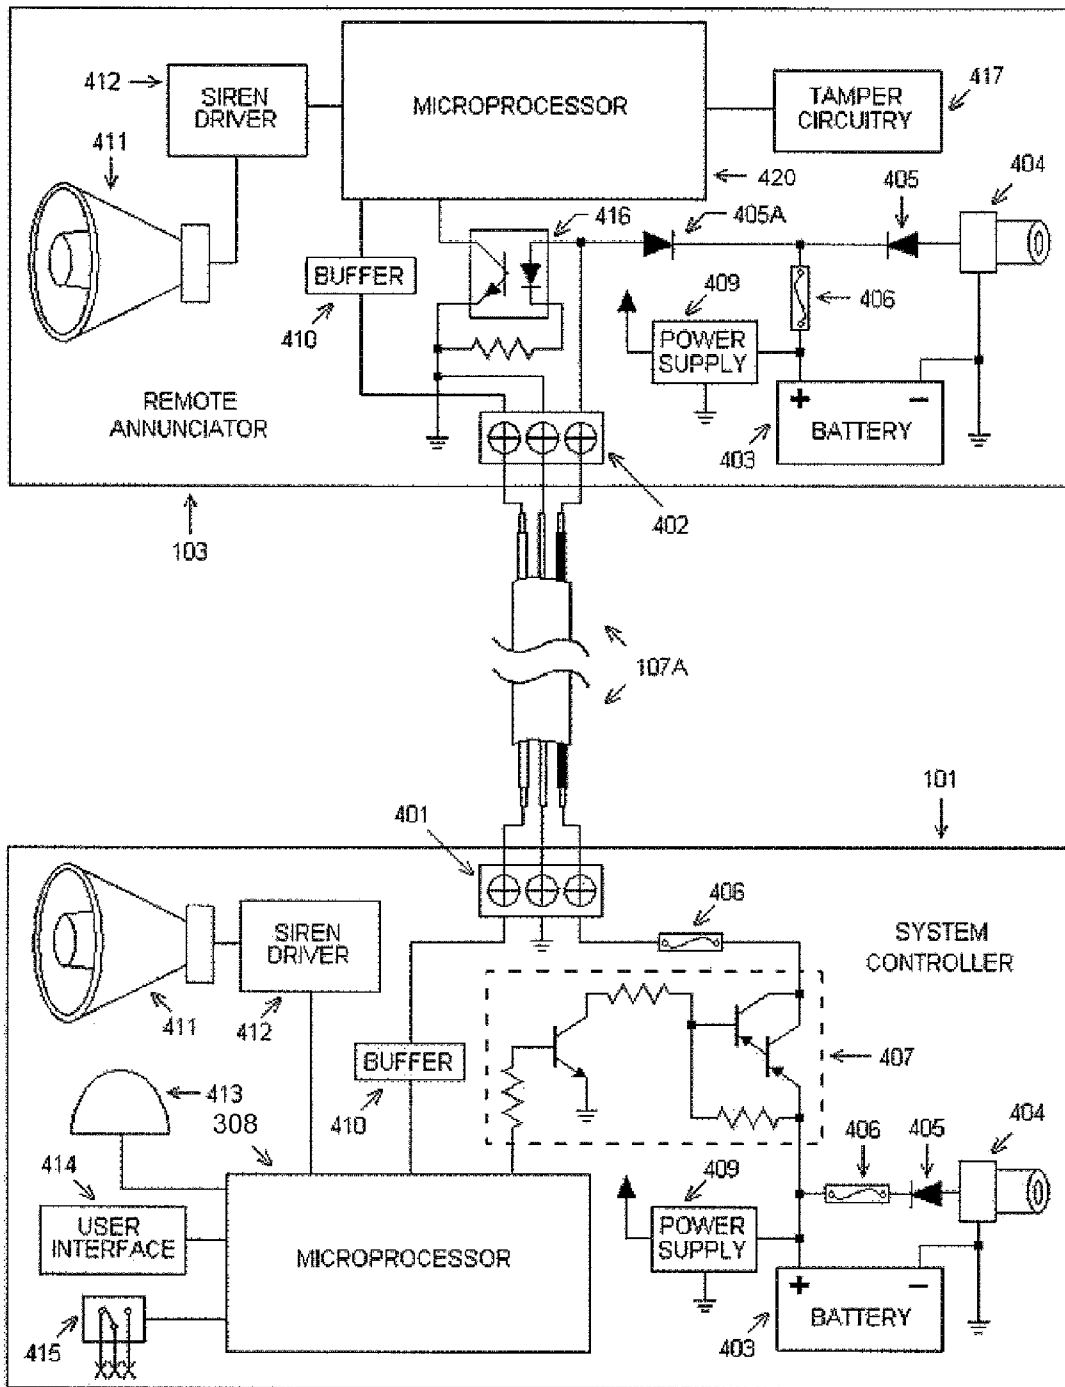 412
SIREN
DRIVER
MICROPROCESSOR
TAMPER
CIRCUITRY
417
411
420
405
404
416
405A
BUFFER
409
406
410
POWER
SUPPLY
REMOTE
ANNUNCIATOR
+
−
BATTERY
403
402
103
107A
101
401
406
SYSTEM
CONTROLLER
SIREN
DRIVER
411
412
BUFFER
407
413
410
308
406
405
404
414
409
USER
INTERFACE
MICROPROCESSOR
POWER
SUPPLY
+
−
BATTERY
415
403